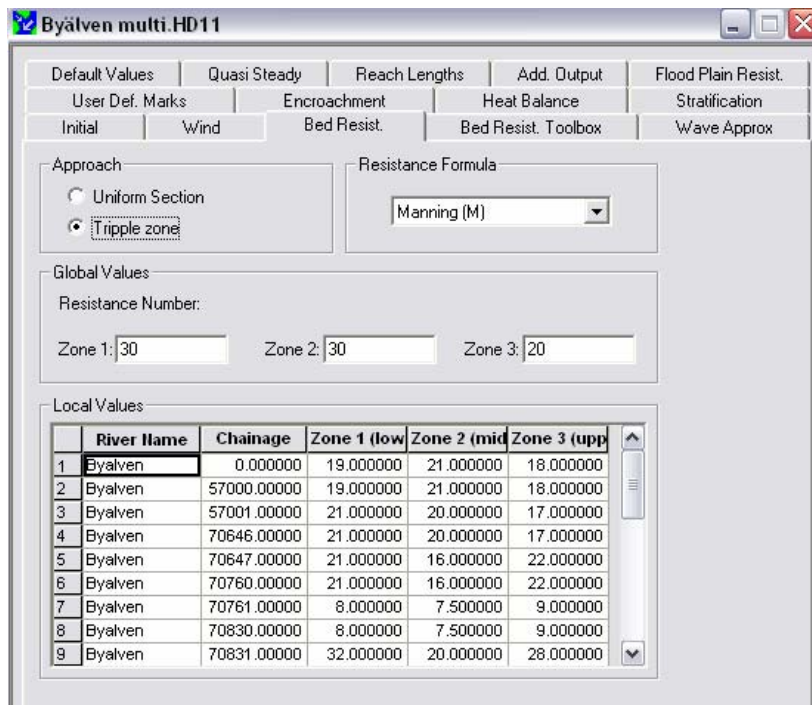 Byälven multi.HD11
Default Values Quasi Steady Reach Lengths Add. Output Flood Plain Resist.
User Def. Marks Encroachment Heat Balance Stratification
Initial Wind Bed Resist. Bed Resist. Toolbox Wave Approx
Approach Resistance Formula
Uniform Section
Tripple zone
Manning (M)
Global Values
Resistance Number:
Zone 1: 30 Zone 2: 30 Zone 3: 20
Local Values
River Name Chainage Zone 1 (low Zone 2 (mid Zone 3 (upp
1 Byalven 0.000000 19.000000 21.000000 18.000000
2 Byalven 57000.00000 19.000000 21.000000 18.000000
3 Byalven 57001.00000 21.000000 20.000000 17.000000
4 Byalven 70646.00000 21.000000 20.000000 17.000000
5 Byalven 70647.00000 21.000000 16.000000 22.000000
6 Byalven 70760.00000 21.000000 16.000000 22.000000
7 Byalven 70761.00000 8.000000 7.500000 9.000000
8 Byalven 70830.00000 8.000000 7.500000 9.000000
9 Byalven 70831.00000 32.000000 20.000000 28.000000